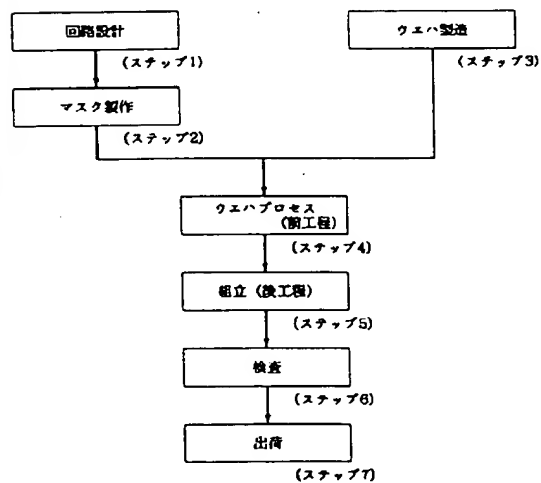 回路設計
(ステップ1)
ウエハ製造
(ステップ3)
マスク製作
(ステップ2)
ウエハプロセス
(前工程)
(ステップ4)
組立(後工程)
(ステップ5)
検査
(ステップ6)
出荷
(ステップ7)